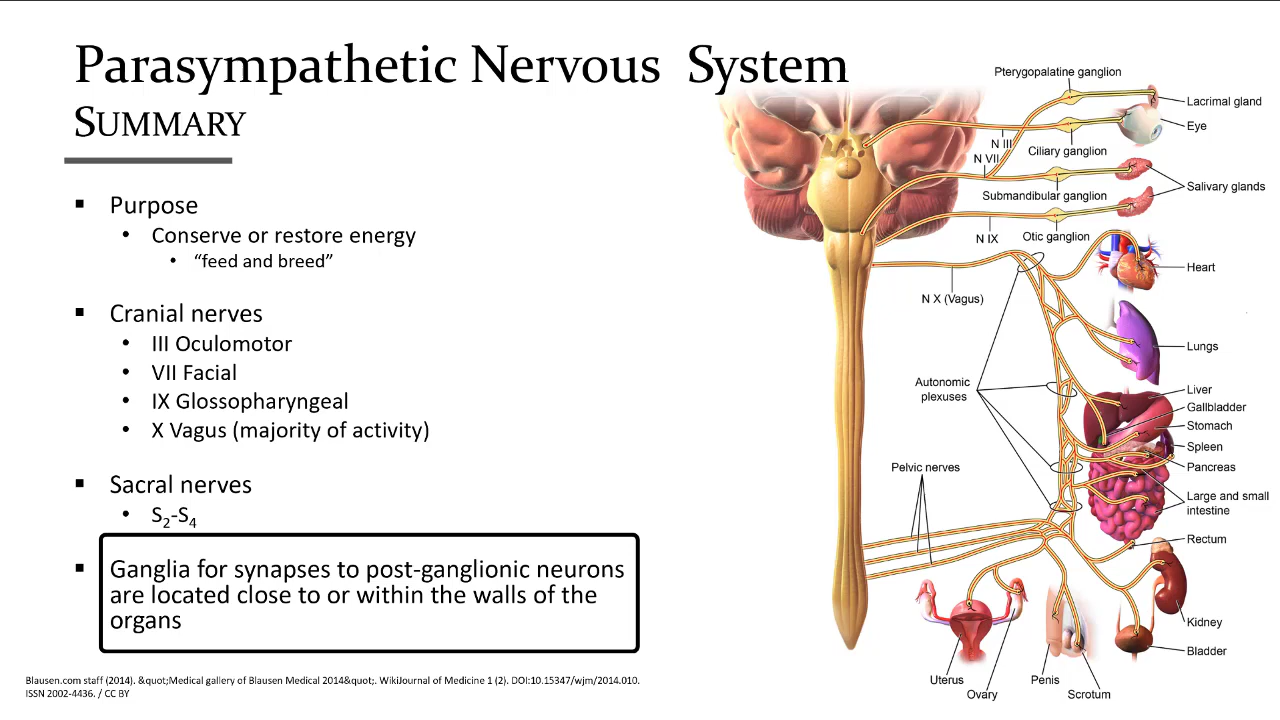 Parasympathetic Nervous System
SUMMARY
▪ Purpose
• Conserve or restore energy
• “feed and breed”
▪ Cranial nerves
• III Oculomotor
• VII Facial
• IX Glossopharyngeal
• X Vagus (majority of activity)
▪ Sacral nerves
• S₂-S₄
▪ Ganglia for synapses to post-ganglionic neurons
are located close to or within the walls of the
organs
Blausen.com staff (2014). &quot;Medical gallery of Blausen Medical 2014&quot;. WikiJournal of Medicine 1 (2). DOI:10.15347/wjm/2014.010.
ISSN 2002-4436. / CC BY
Pterygopalatine ganglion
Lacrimal gland
Eye
N III
Ciliary ganglion
N VII
Salivary glands
Submandibular ganglion
N IX
Otic ganglion
Heart
N X (Vagus)
Lungs
Autonomic
plexuses
Liver
Gallbladder
Stomach
Spleen
Pelvic nerves
Pancreas
Large and small
intestine
Rectum
Kidney
Bladder
Uterus
Ovary
Penis
Scrotum